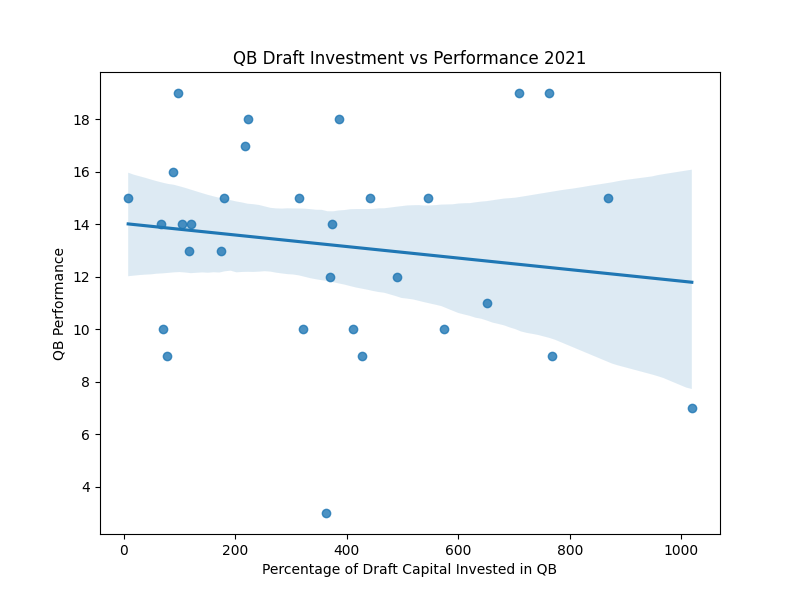 QB Draft Investment vs Performance 2021
18
16
14
12
10
8
6
4
QB Performance
0 200 400 600 800 1000
Percentage of Draft Capital Invested in QB